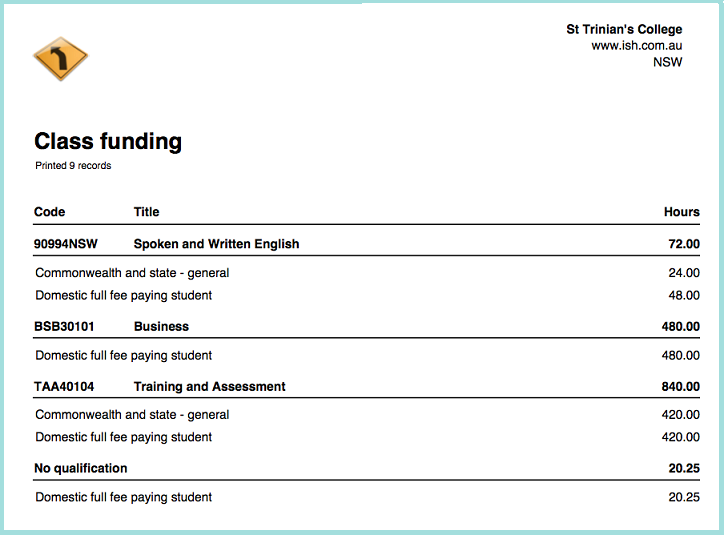 St Trinian's College
www.ish.com.au
NSW
Class funding
Printed 9 records
Code Title Hours
90994NSW Spoken and Written English 72.00
Commonwealth and state - general 24.00
Domestic full fee paying student 48.00
BSB30101 Business 480.00
Domestic full fee paying student 480.00
TAA40104 Training and Assessment 840.00
Commonwealth and state - general 420.00
Domestic full fee paying student 420.00
No qualification 20.25
Domestic full fee paying student 20.25